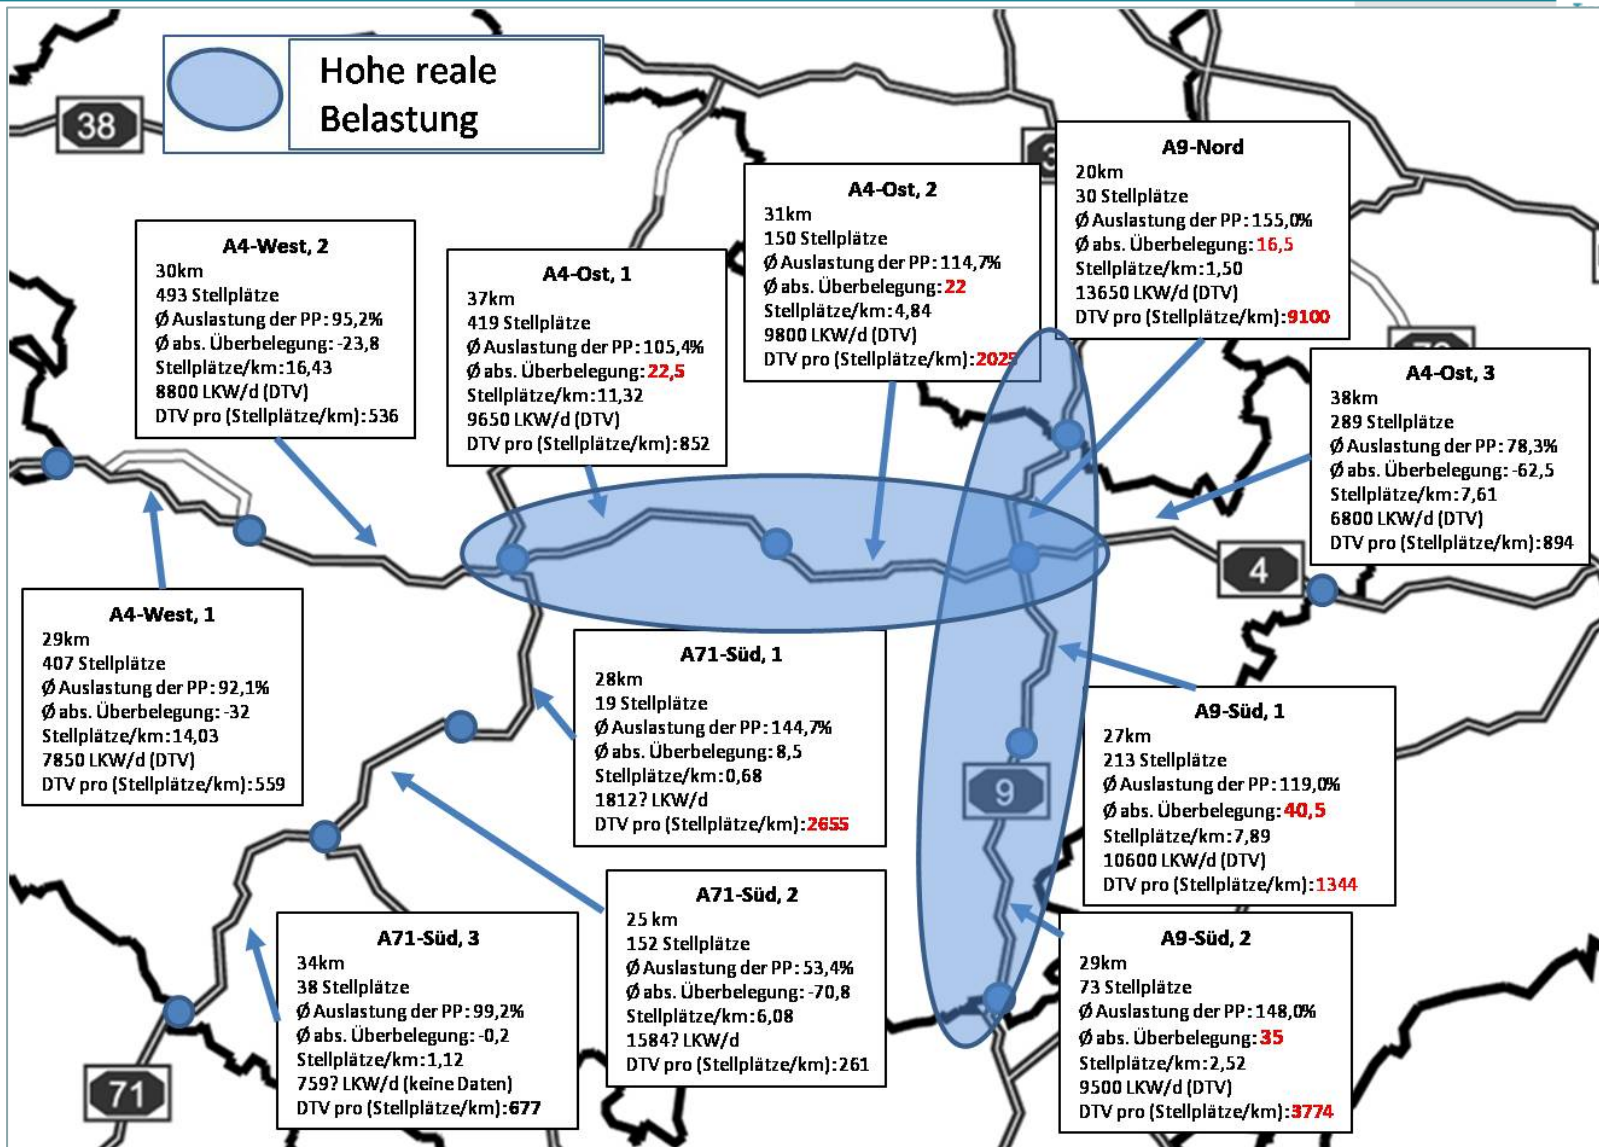 Hohe reale
Belastung
38
A9-Nord
20km
30 Stellplätze
Ø Auslastung der PP: 155,0%
Ø abs. Überbelegung: 16,5
Stellplätze/km: 1,50
13650 LKW/d (DTV)
DTV pro (Stellplätze/km): 9100
A4-Ost, 2
31km
150 Stellplätze
Ø Auslastung der PP: 114,7%
Ø abs. Überbelegung: 22
Stellplätze/km: 4,84
9800 LKW/d (DTV)
DTV pro (Stellplätze/km): 2025
A4-West, 2
30km
493 Stellplätze
Ø Auslastung der PP: 95,2%
Ø abs. Überbelegung: -23,8
Stellplätze/km: 16,43
8800 LKW/d (DTV)
DTV pro (Stellplätze/km): 536
A4-Ost, 1
37km
419 Stellplätze
Ø Auslastung der PP: 105,4%
Ø abs. Überbelegung: 22,5
Stellplätze/km: 11,32
9650 LKW/d (DTV)
DTV pro (Stellplätze/km): 852
A4-Ost, 3
38km
289 Stellplätze
Ø Auslastung der PP: 78,3%
Ø abs. Überbelegung: -62,5
Stellplätze/km: 7,61
6800 LKW/d (DTV)
DTV pro (Stellplätze/km): 894
4
A4-West, 1
29km
407 Stellplätze
Ø Auslastung der PP: 92,1%
Ø abs. Überbelegung: -32
Stellplätze/km: 14,03
7850 LKW/d (DTV)
DTV pro (Stellplätze/km): 559
A71-Süd, 1
28km
19 Stellplätze
Ø Auslastung der PP: 144,7%
Ø abs. Überbelegung: 8,5
Stellplätze/km: 0,68
1812? LKW/d
DTV pro (Stellplätze/km): 2655
A9-Süd, 1
27km
213 Stellplätze
Ø Auslastung der PP: 119,0%
Ø abs. Überbelegung: 40,5
Stellplätze/km: 7,89
10600 LKW/d (DTV)
DTV pro (Stellplätze/km): 1344
9
A71-Süd, 2
25 km
152 Stellplätze
Ø Auslastung der PP: 53,4%
Ø abs. Überbelegung: -70,8
Stellplätze/km: 6,08
1584? LKW/d
DTV pro (Stellplätze/km): 261
A71-Süd, 3
34km
38 Stellplätze
Ø Auslastung der PP: 99,2%
Ø abs. Überbelegung: -0,2
Stellplätze/km: 1,12
759? LKW/d (keine Daten)
DTV pro (Stellplätze/km): 677
A9-Süd, 2
29km
73 Stellplätze
Ø Auslastung der PP: 148,0%
Ø abs. Überbelegung: 35
Stellplätze/km: 2,52
9500 LKW/d (DTV)
DTV pro (Stellplätze/km): 3774
71